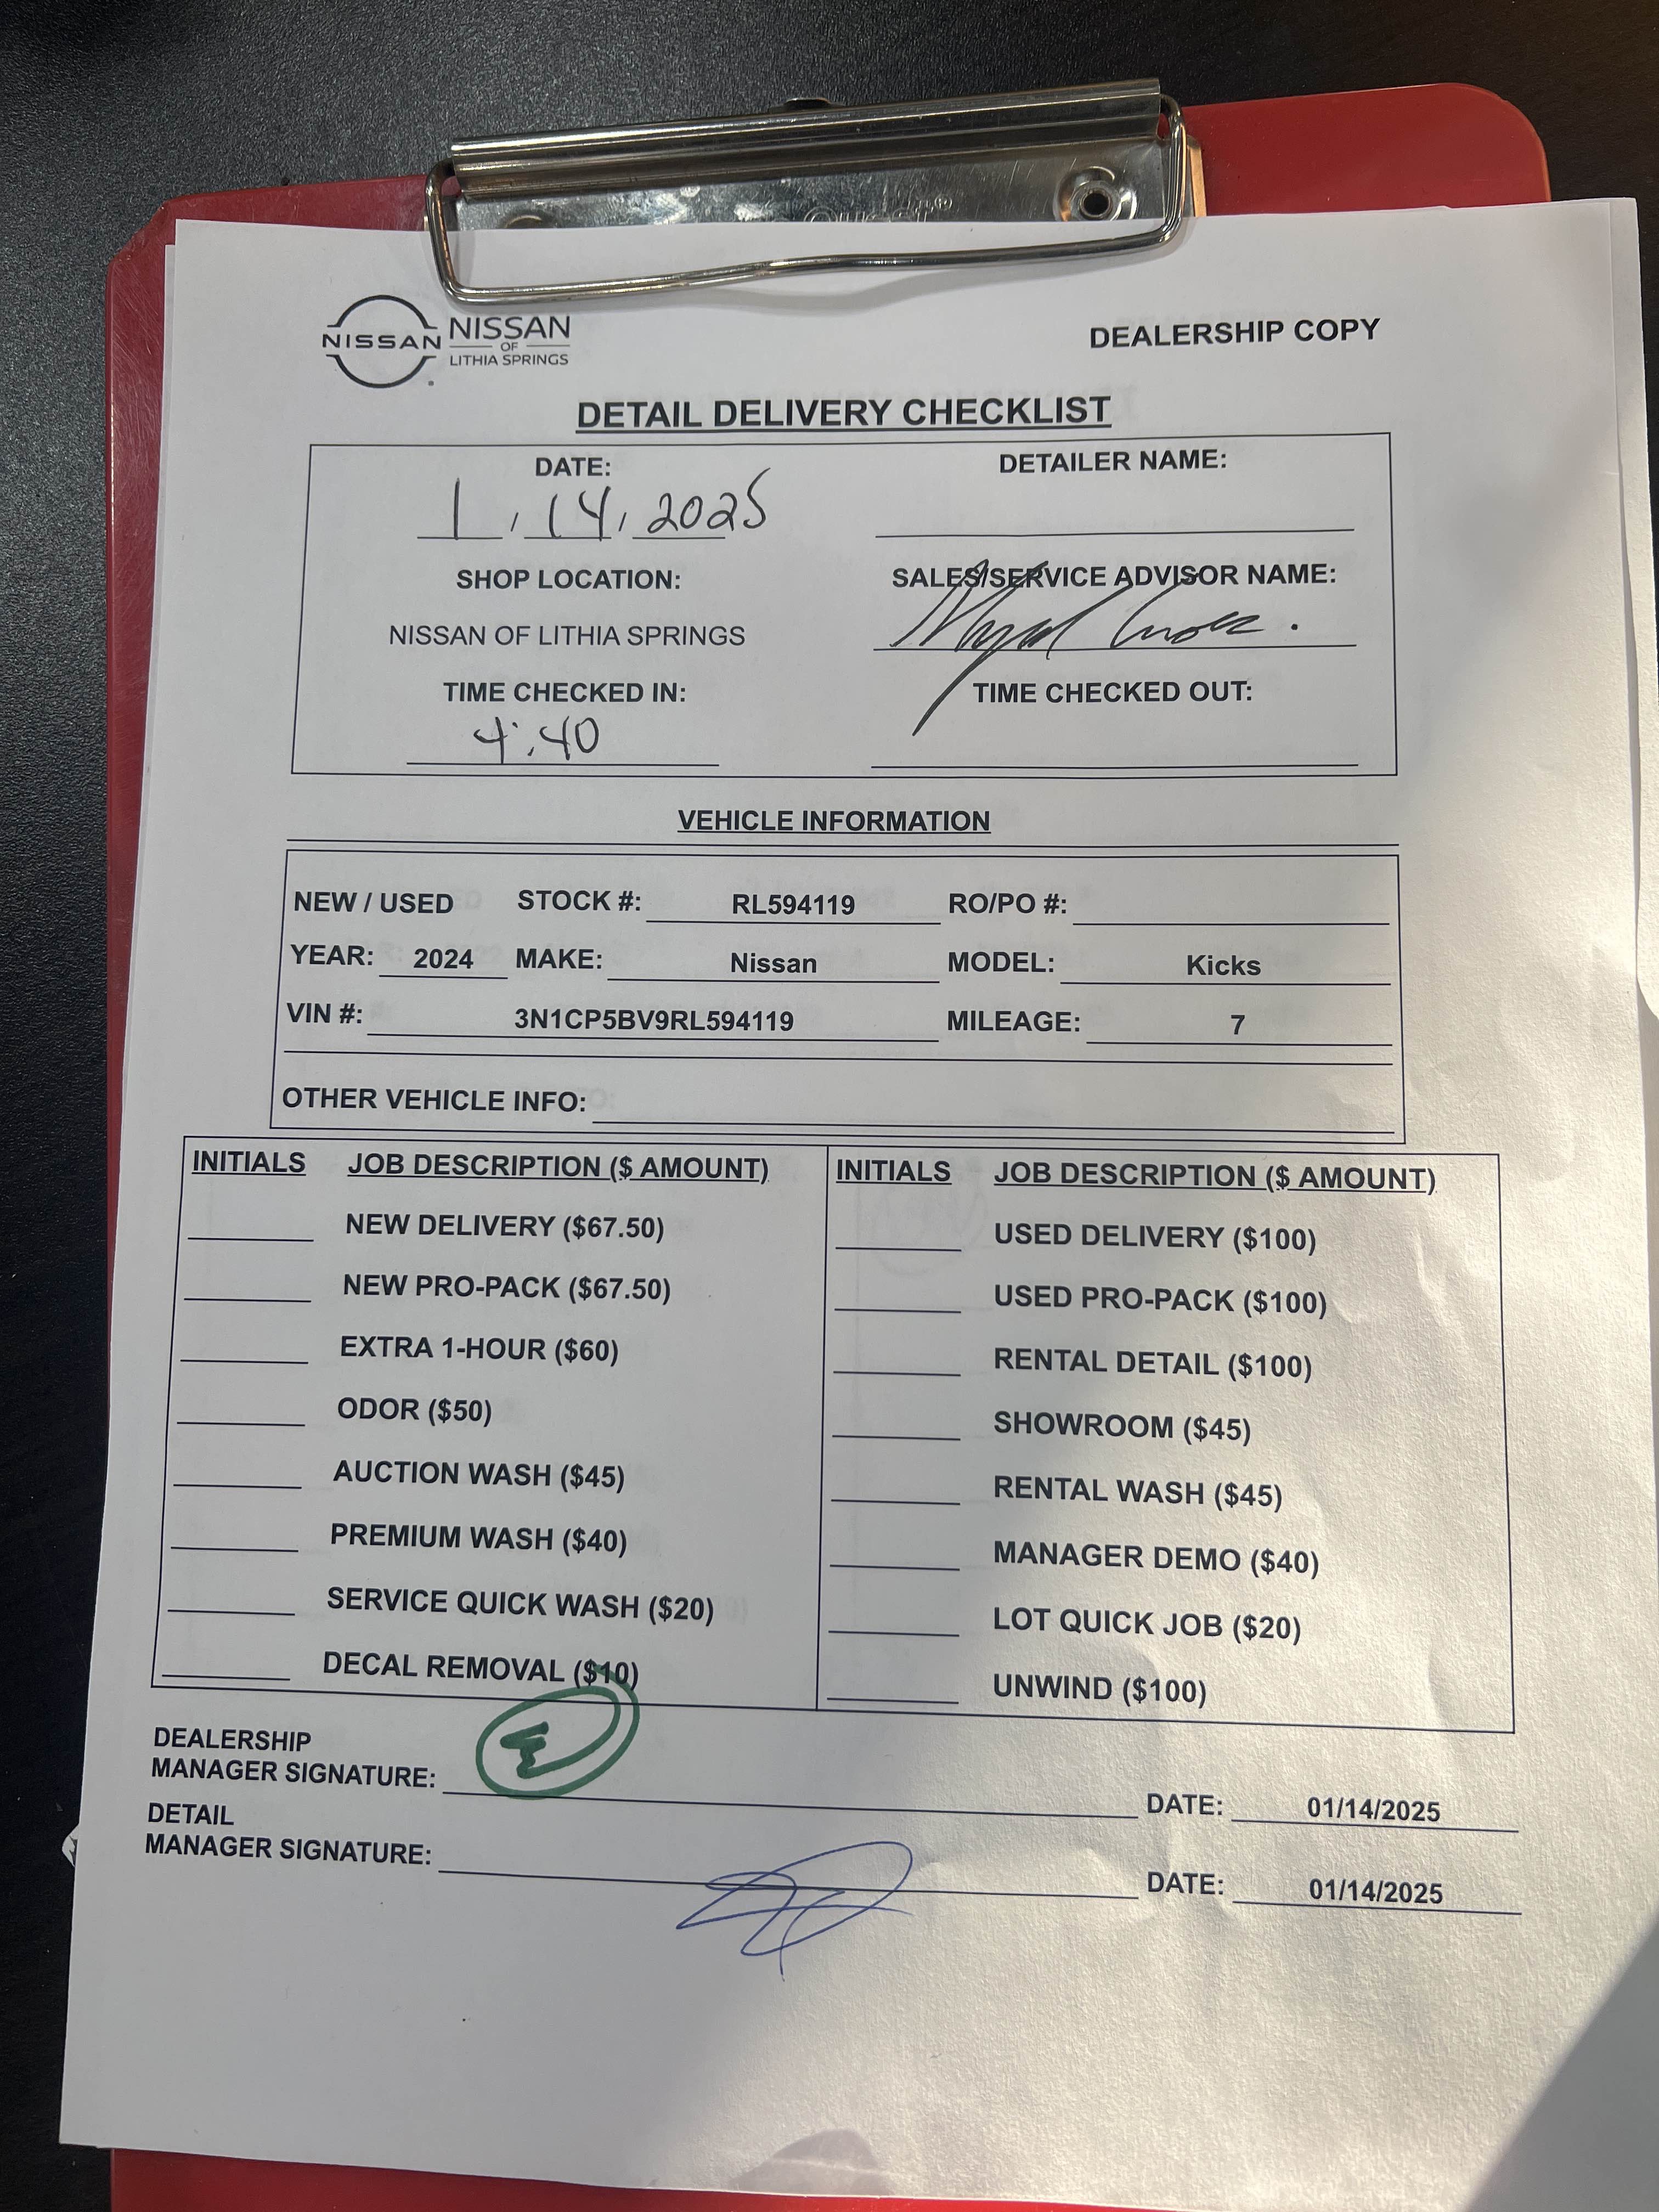 NISSAN NISSAN
OF
LITHIA SPRINGS
DEALERSHIP COPY
DETAIL DELIVERY CHECKLIST
DATE: DETAILER NAME:
1 , 14 , 2025
SHOP LOCATION: SALES/SERVICE ADVISOR NAME:
NISSAN OF LITHIA SPRINGS
TIME CHECKED IN: TIME CHECKED OUT:
4:40
VEHICLE INFORMATION
NEW / USED STOCK #: RL594119 RO/PO #:
YEAR: 2024 MAKE: Nissan MODEL: Kicks
VIN #: 3N1CP5BV9RL594119 MILEAGE: 7
OTHER VEHICLE INFO:
INITIALS JOB DESCRIPTION ($ AMOUNT) INITIALS JOB DESCRIPTION ($ AMOUNT)
NEW DELIVERY ($67.50) USED DELIVERY ($100)
NEW PRO-PACK ($67.50) USED PRO-PACK ($100)
EXTRA 1-HOUR ($60) RENTAL DETAIL ($100)
ODOR ($50) SHOWROOM ($45)
AUCTION WASH ($45) RENTAL WASH ($45)
PREMIUM WASH ($40) MANAGER DEMO ($40)
SERVICE QUICK WASH ($20) LOT QUICK JOB ($20)
DECAL REMOVAL ($10) UNWIND ($100)
DEALERSHIP
MANAGER SIGNATURE: DATE: 01/14/2025
DETAIL
MANAGER SIGNATURE: DATE: 01/14/2025